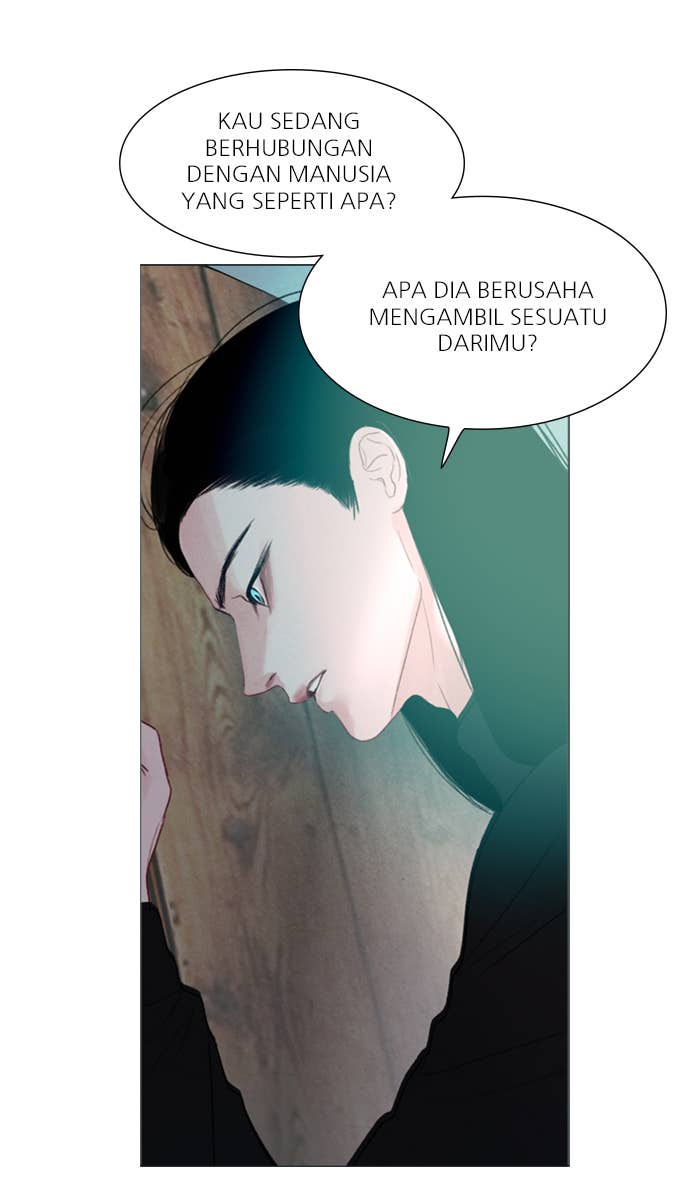 KAU SEDANG
BERHUBUNGAN
DENGAN MANUSIA
YANG SEPERTI APA?
APA DIA BERUSAHA
MENGAMBIL SESUATU
DARIMU?